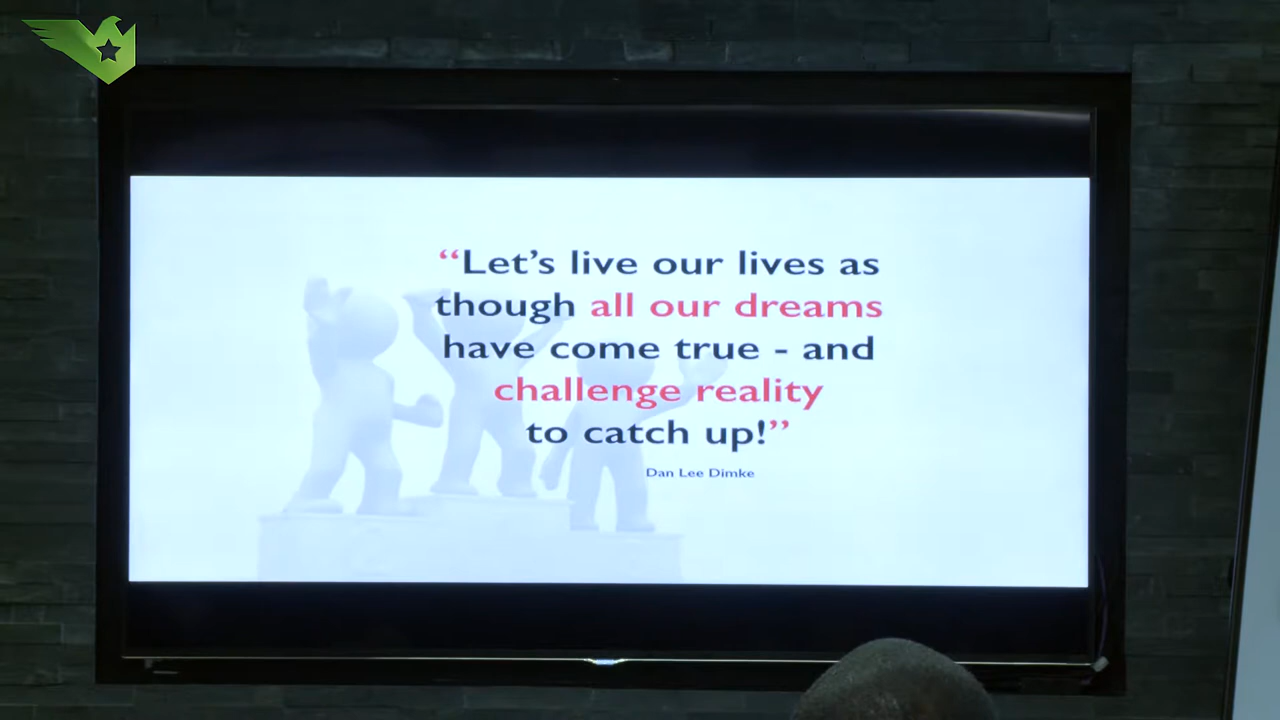 “Let’s live our lives as
though all our dreams
have come true - and
challenge reality
to catch up!”
Dan Lee Dimke